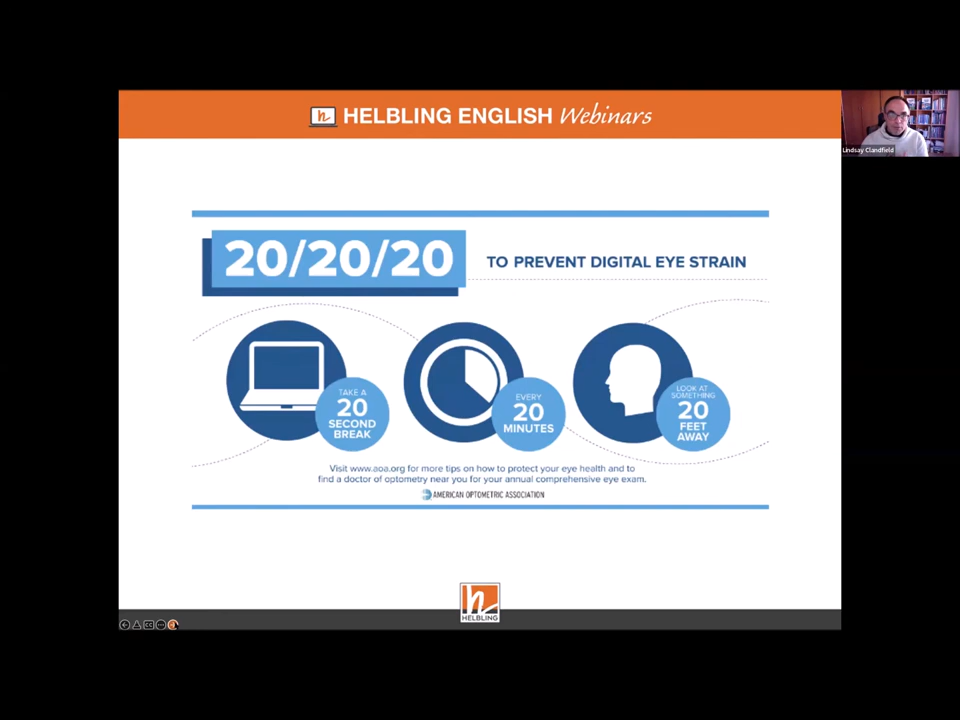 HELBLING ENGLISH Webinars
Lindsay Clandfield
20/20/20
TO PREVENT DIGITAL EYE STRAIN
TAKE A
20
SECOND
BREAK
EVERY
20
MINUTES
LOOK AT
SOMETHING
20
FEET
AWAY
Visit www.aoa.org for more tips on how to protect your eye health and to
find a doctor of optometry near you for your annual comprehensive eye exam.
AMERICAN OPTOMETRIC ASSOCIATION
h
HELBLING